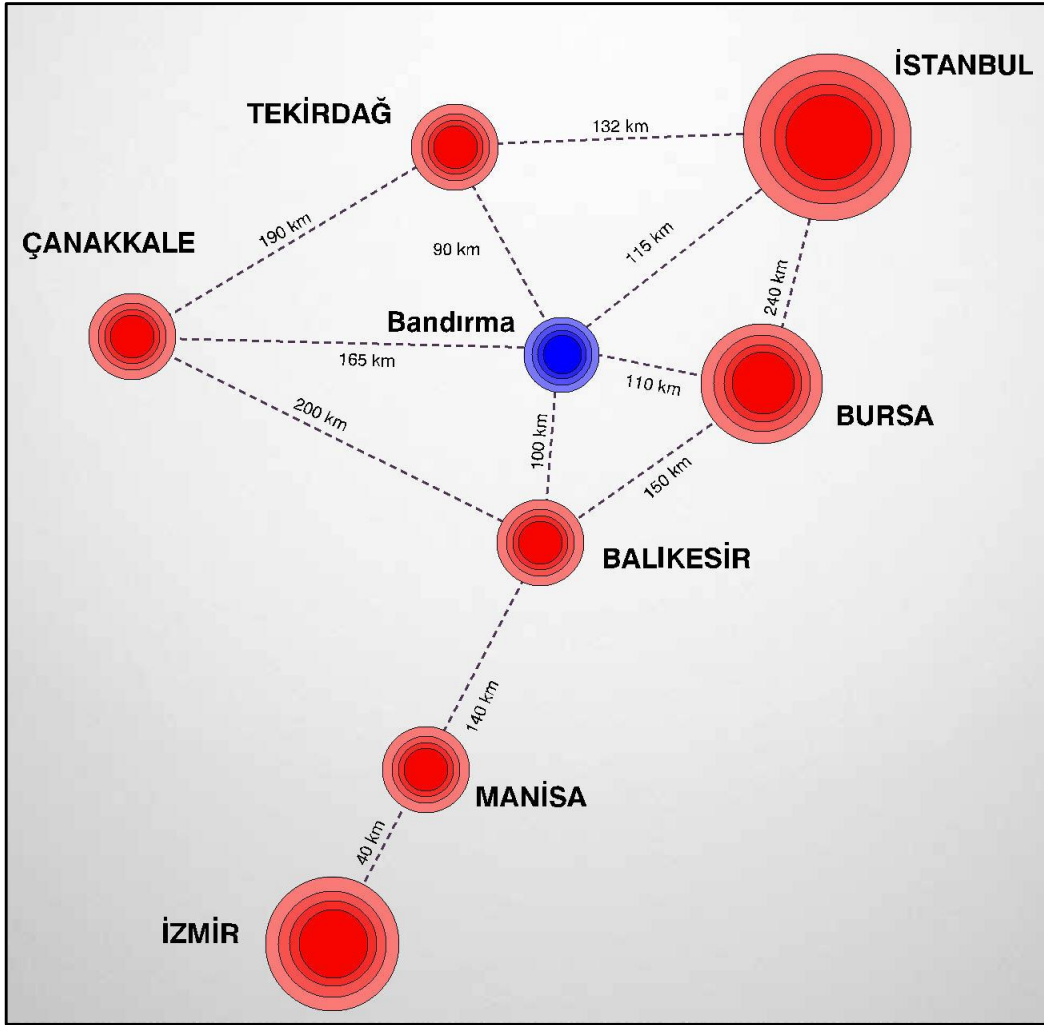 İSTANBUL
TEKİRDAĞ
132 km
ÇANAKKALE
190 km
90 km
115 km
240 km
Bandırma
165 km
110 km
BURSA
200 km
100 km
150 km
BALIKESİR
140 km
MANİSA
40 km
İZMİR